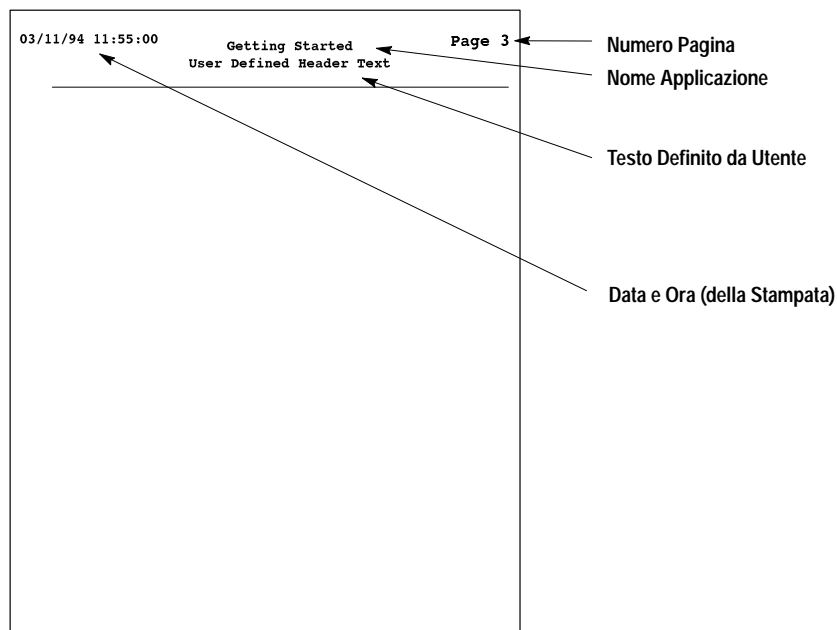 03/11/94 11:55:00
Getting Started
User Defined Header Text
Page 3
Numero Pagina
Nome Applicazione
Testo Definito da Utente
Data e Ora (della Stampata)